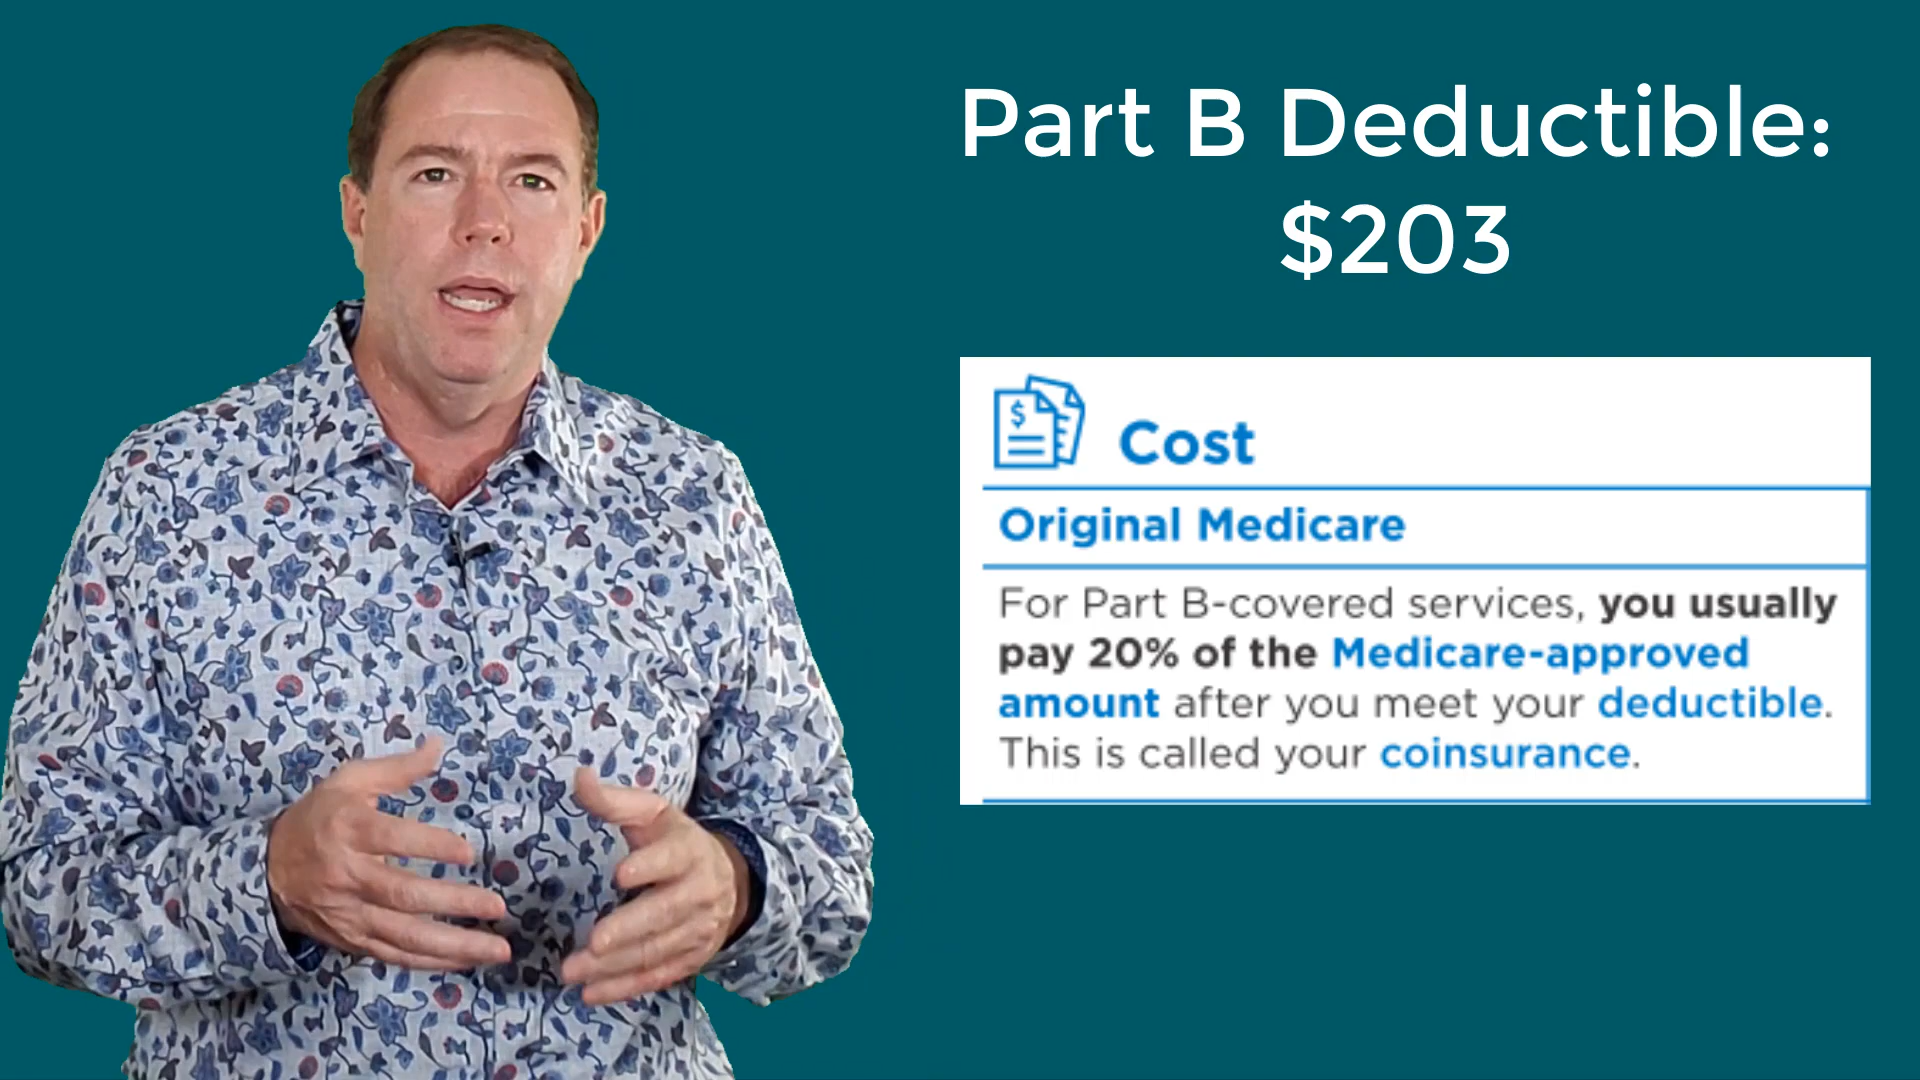 Part B Deductible:
$203
$
Cost
Original Medicare
For Part B-covered services, you usually
pay 20% of the Medicare-approved
amount after you meet your deductible.
This is called your coinsurance.